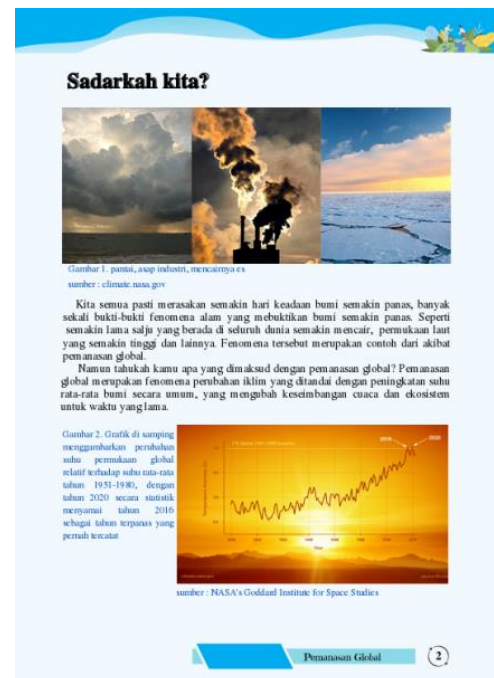 Sadarkah kita?
Gambar 1. pantai, asap industri, mencairnya es
sumber : climate.nasa.gov
Kita semua pasti merasakan semakin hari keadaan bumi semakin panas, banyak
sekali bukti-bukti fenomena alam yang mebuktikan bumi semakin panas. Seperti
semakin lama salju yang berada di seluruh dunia semakin mencair, permukaan laut
yang semakin tinggi dan lainnya. Fenomena tersebut merupakan contoh dari akibat
pemanasan global.
Namun tahukah kamu apa yang dimaksud dengan pemanasan global? Pemanasan
global merupakan fenomena perubahan iklim yang ditandai dengan peningkatan suhu
rata-rata bumi secara umum, yang mengubah keseimbangan cuaca dan ekosistem
untuk waktu yang lama.
Gambar 2. Grafik di samping
menggambarkan perubahan
suhu permukaan global
relatif terhadap suhu rata-rata
tahun 1951-1980, dengan
tahun 2020 secara statistik
menyamai tahun 2016
sebagai tahun terpanas yang
pernah tercatat
2016
2020
Year
sumber : NASA's Goddard Institute for Space Studies
Pemanasan Global
2